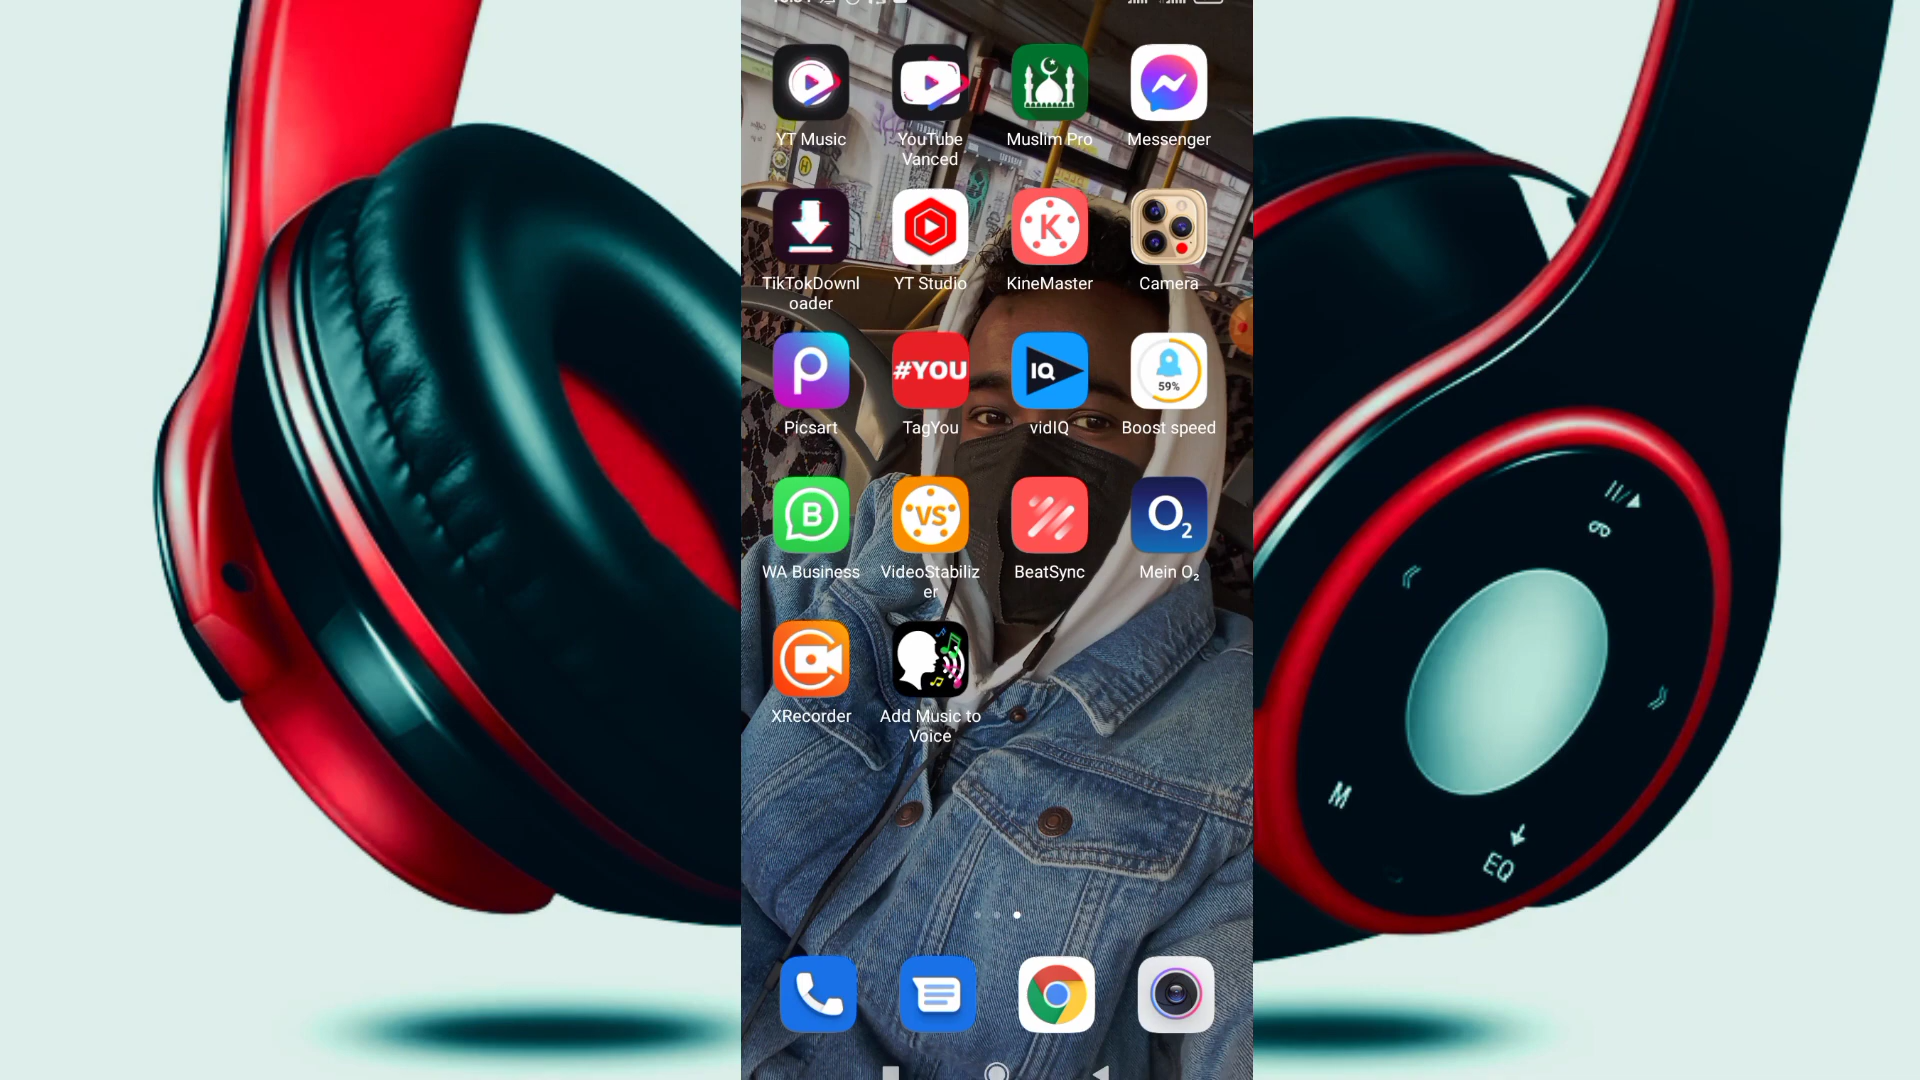 YT Music
YouTube
Vanced
Muslim Pro
Messenger
TikTokDownl
oader
YT Studio
K
KineMaster
Camera
P
Picsart
#YOU
TagYou
IQ
vidIQ
59%
Boost speed
B
WA Business
VS
VideoStabiliz
er
BeatSync
O2
Mein O₂
XRecorder
Add Music to
Voice
H
M
EQ